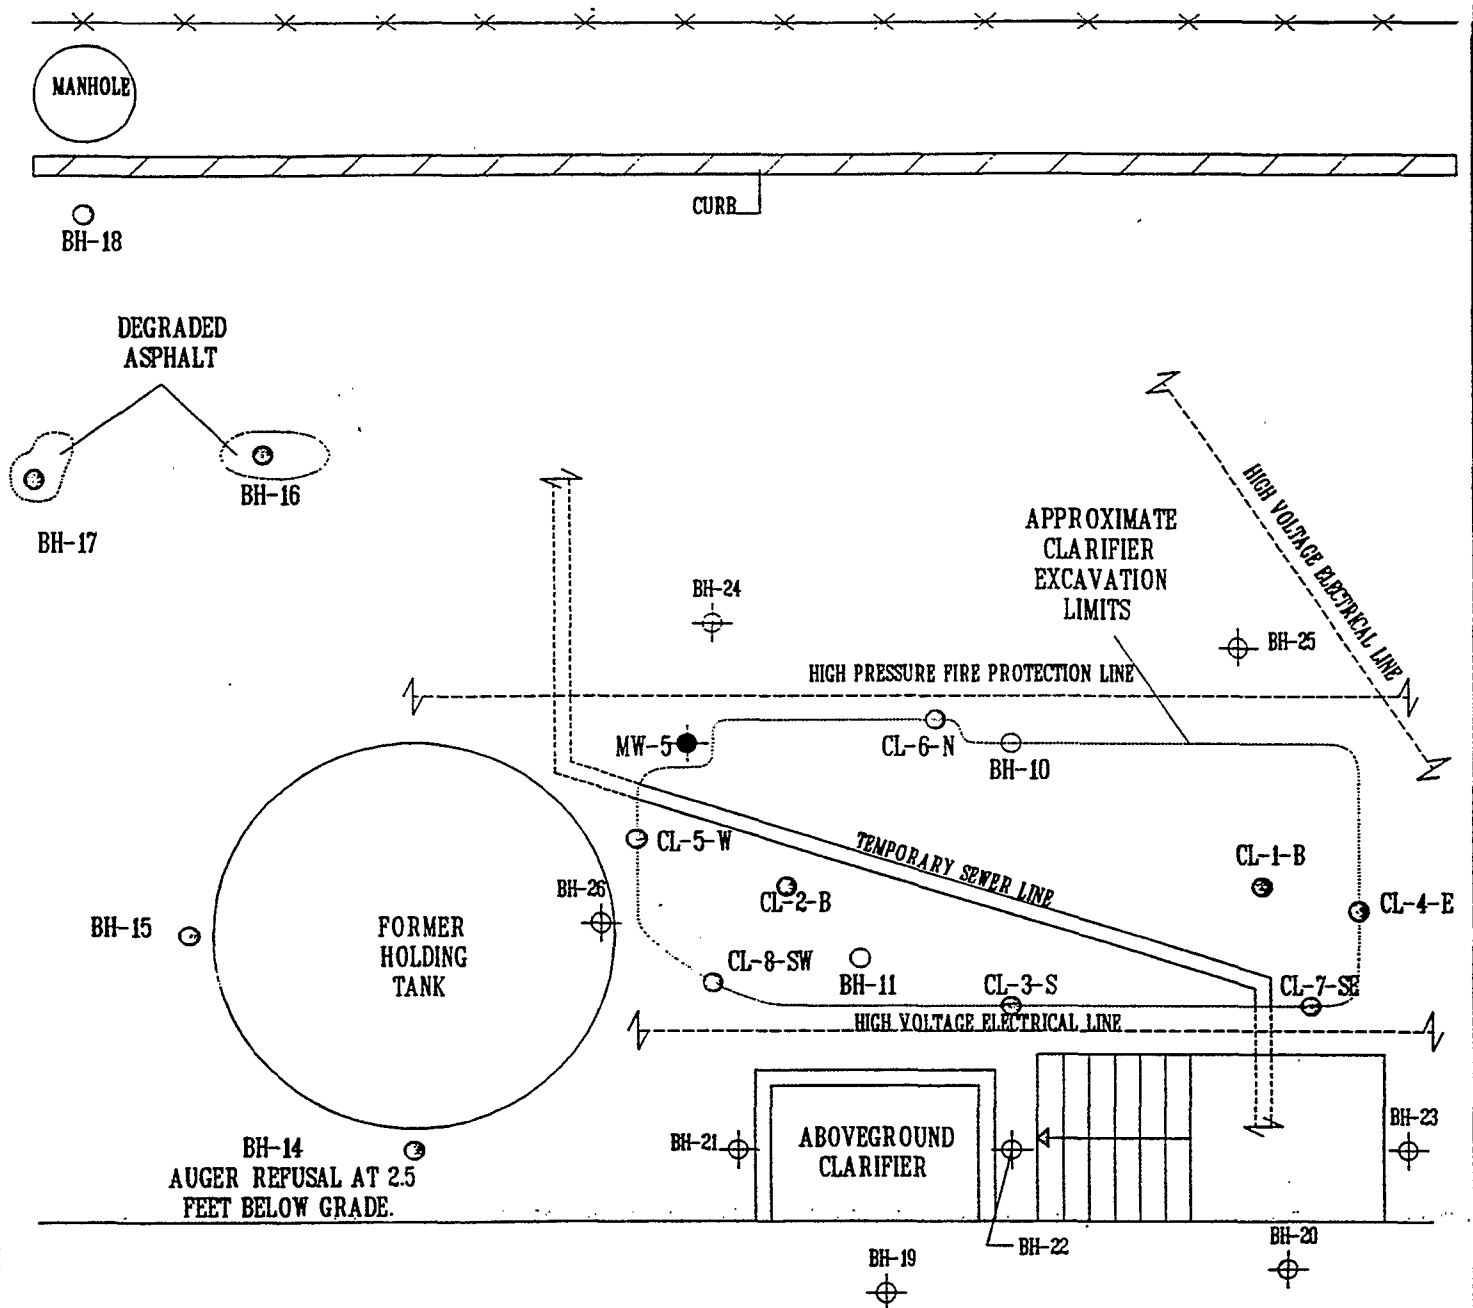 MANHOLE
CURB
BH-18
DEGRADED
ASPHALT
BH-16
BH-17
HIGH VOLTAGE ELECTRICAL LINE
APPROXIMATE
CLARIFIER
EXCAVATION
LIMITS
BH-24
BH-25
HIGH PRESSURE FIRE PROTECTION LINE
MW-5
CL-6-N
BH-10
CL-5-W
TEMPORARY SEWER LINE
CL-1-B
CL-2-B
BH-26
CL-4-E
BH-15
FORMER
HOLDING
TANK
CL-8-SW
BH-11
CL-3-S
CL-7-SE
HIGH VOLTAGE ELECTRICAL LINE
BH-14
AUGER REFUSAL AT 2.5
FEET BELOW GRADE.
BH-21
ABOVEGROUND
CLARIFIER
BH-23
BH-22
BH-19
BH-20